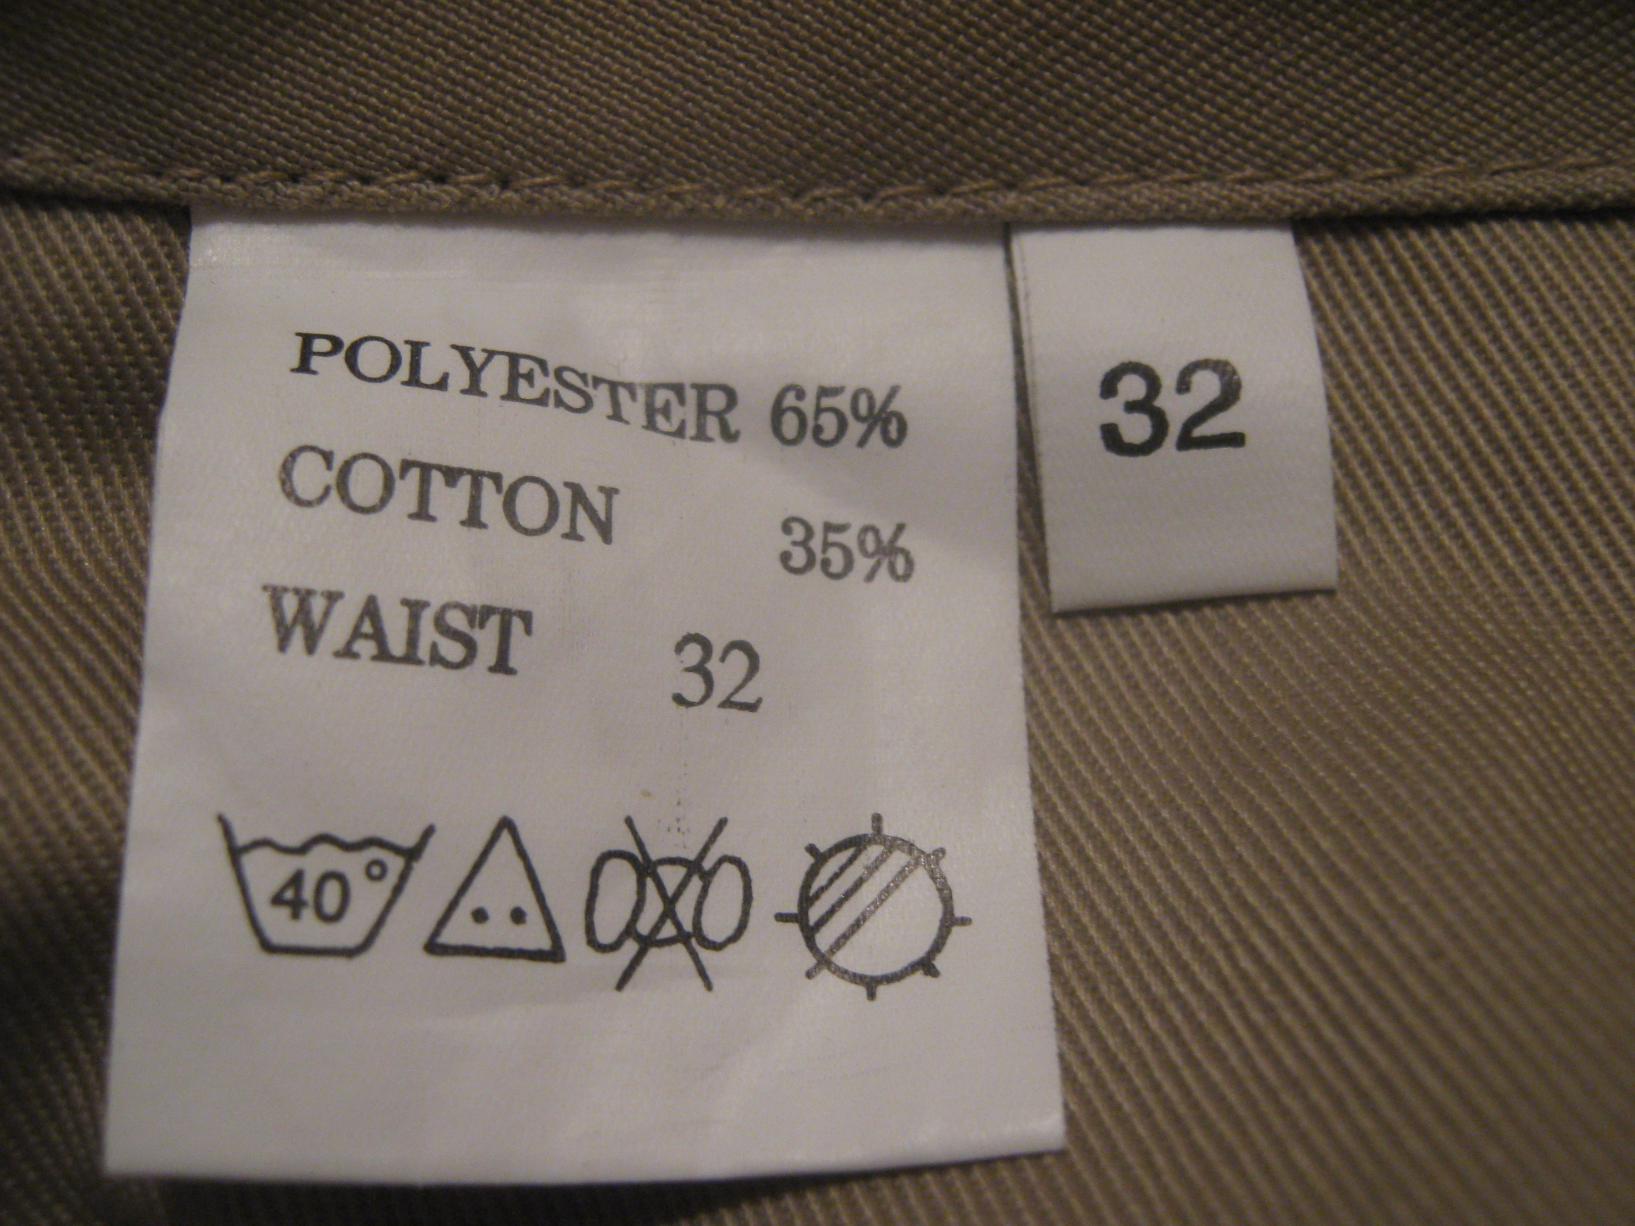 POLYESTER 65%
COTTON 35%
WAIST 32
40°
32